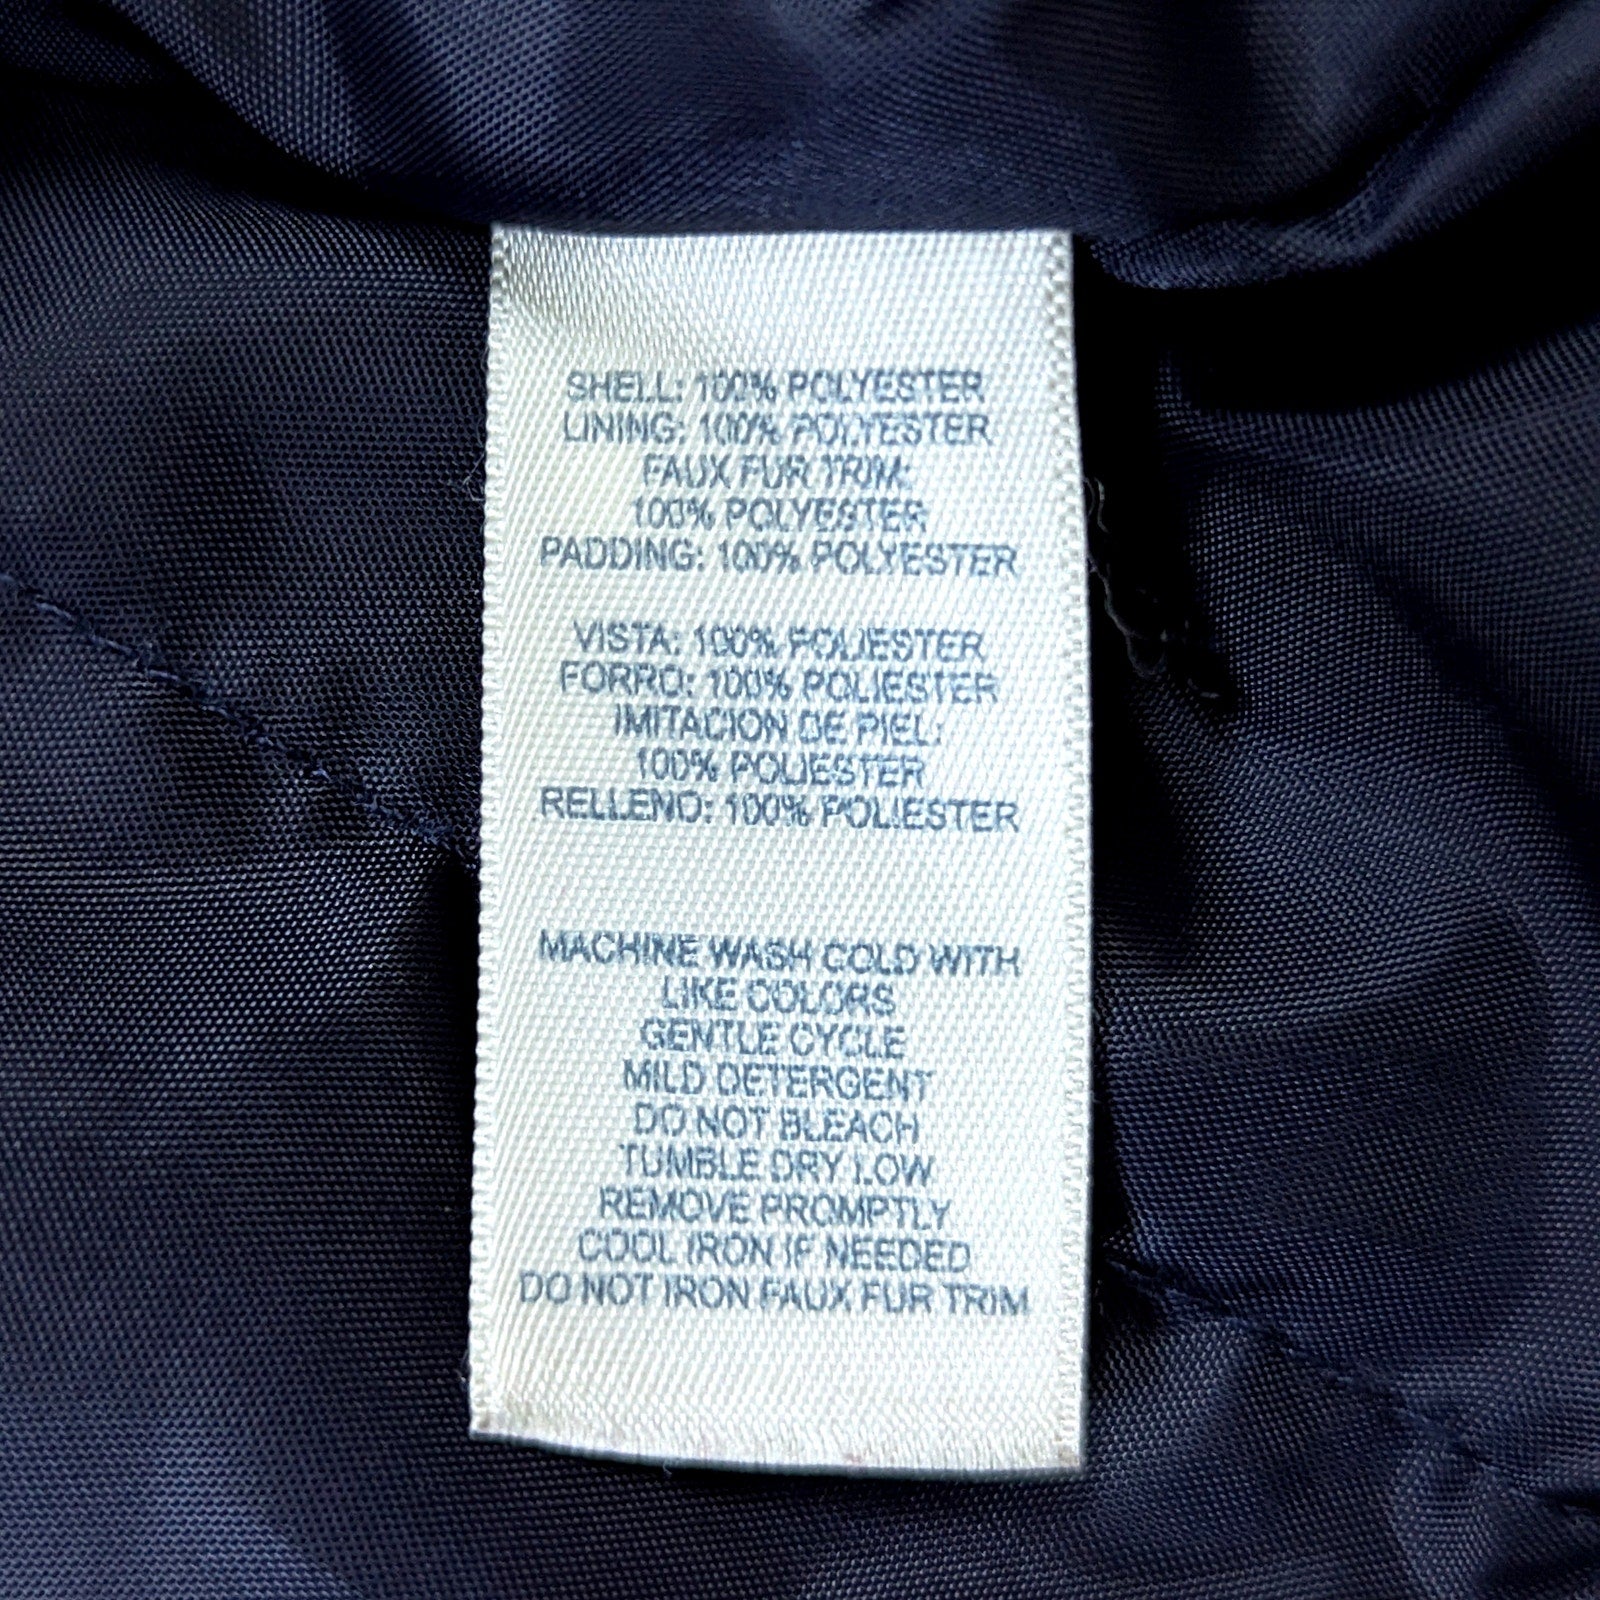 SHELL: 100% POLYESTER
LINING: 100% POLYESTER
FAUX FUR TRIM:
100% POLYESTER
PADDING: 100% POLYESTER
VISTA: 100% POLIESTER
FORRO: 100% POLIESTER
IMITACION DE PIEL:
100% POLIESTER
RELLENO: 100% POLIESTER
MACHINE WASH COLD WITH
LIKE COLORS
GENTLE CYCLE
MILD DETERGENT
DO NOT BLEACH
TUMBLE DRY LOW
REMOVE PROMPTLY
COOL IRON IF NEEDED
DO NOT IRON FAUX FUR TRIM